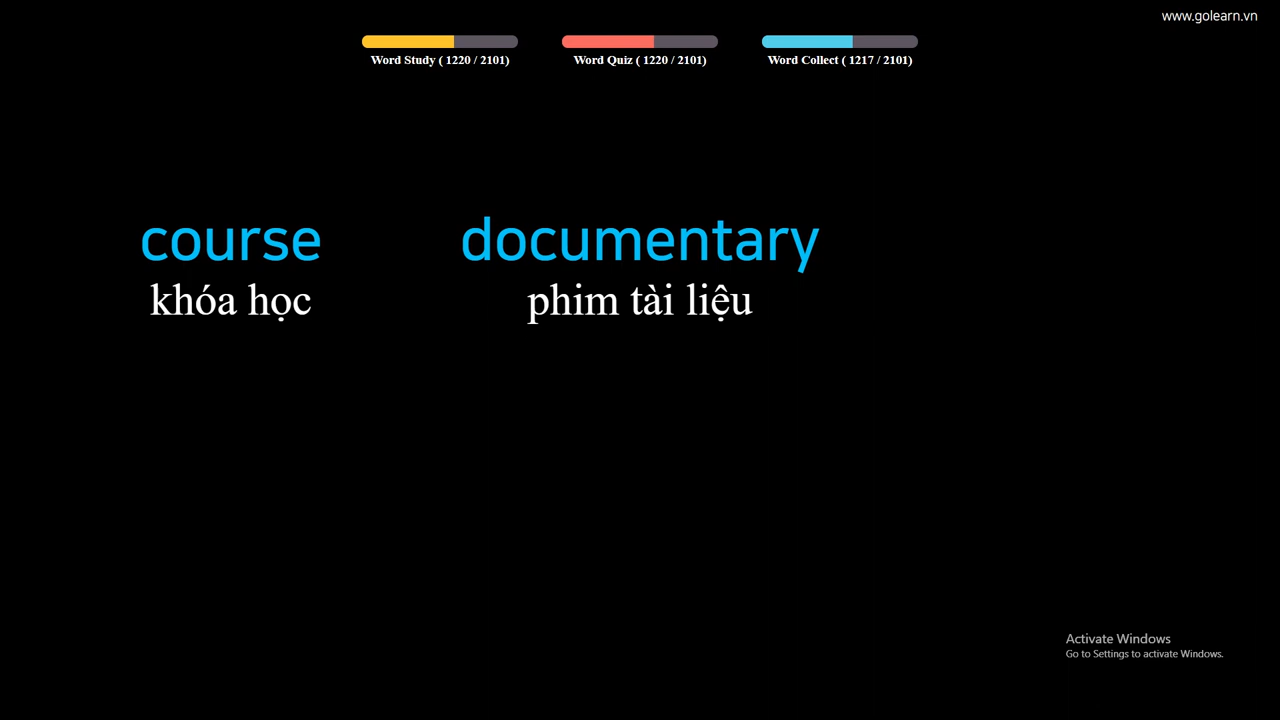 www.golearn.vn
Word Study ( 1220 / 2101)
Word Quiz ( 1220 / 2101)
Word Collect ( 1217 / 2101)
course
khóa học
documentary
phim tài liệu
Activate Windows
Go to Settings to activate Windows.